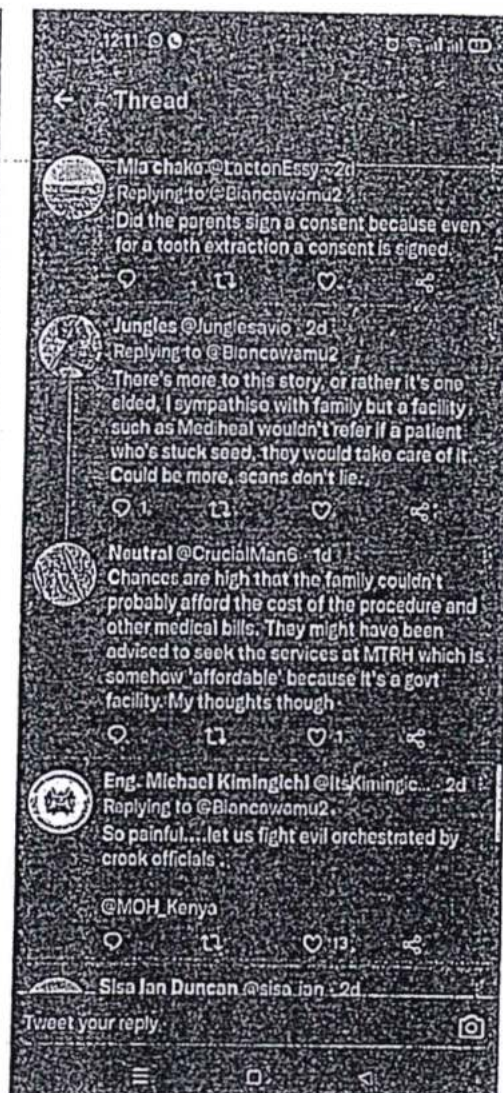 12:11
Thread
Mia chaka @LactonEssy · 2d
Replying to @Biancowamu2
Did the parents sign a consent because even
for a tooth extraction a consent is signed.
Jungles @Junglesavio · 2d
Replying to @Biancowamu2
There's more to this story, or rather it's one
sided, I sympathise with family but a facility
such as Mediheal wouldn't refer if a patient
who's stuck seed, they would take care of it.
Could be more, scans don't lie.
1
Neutral @CrucialMan6 · 1d
Chances are high that the family couldn't
probably afford the cost of the procedure and
other medical bills. They might have been
advised to seek the services at MTRH which is
somehow 'affordable' because it's a govt
facility. My thoughts though
1
Eng. Michael Kimingichi @ItsKimingic... · 2d
Replying to @Biancowamu2
So painful....let us fight evil orchestrated by
crook officials .
@MOH_Kenya
13
Sisa Ian Duncan @sisa_ian · 2d
Tweet your reply